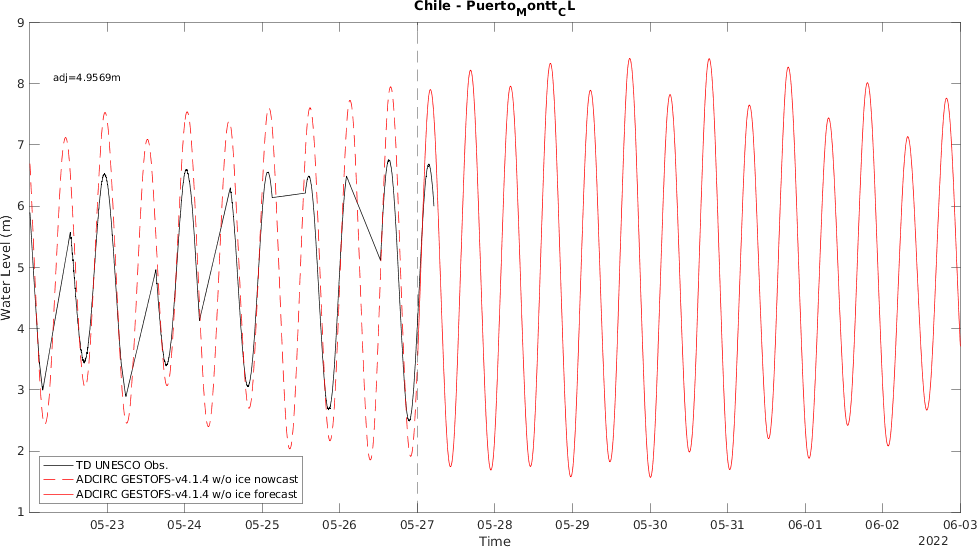 Chile - Puerto_Montt_CL
adj=4.9569m
9
8
7
6
5
4
3
2
1
Water Level (m)
TD UNESCO Obs.
ADCIRC GESTOFS-v4.1.4 w/o ice nowcast
ADCIRC GESTOFS-v4.1.4 w/o ice forecast
05-23 05-24 05-25 05-26 05-27 05-28 05-29 05-30 05-31 06-01 06-02 06-03
Time
2022